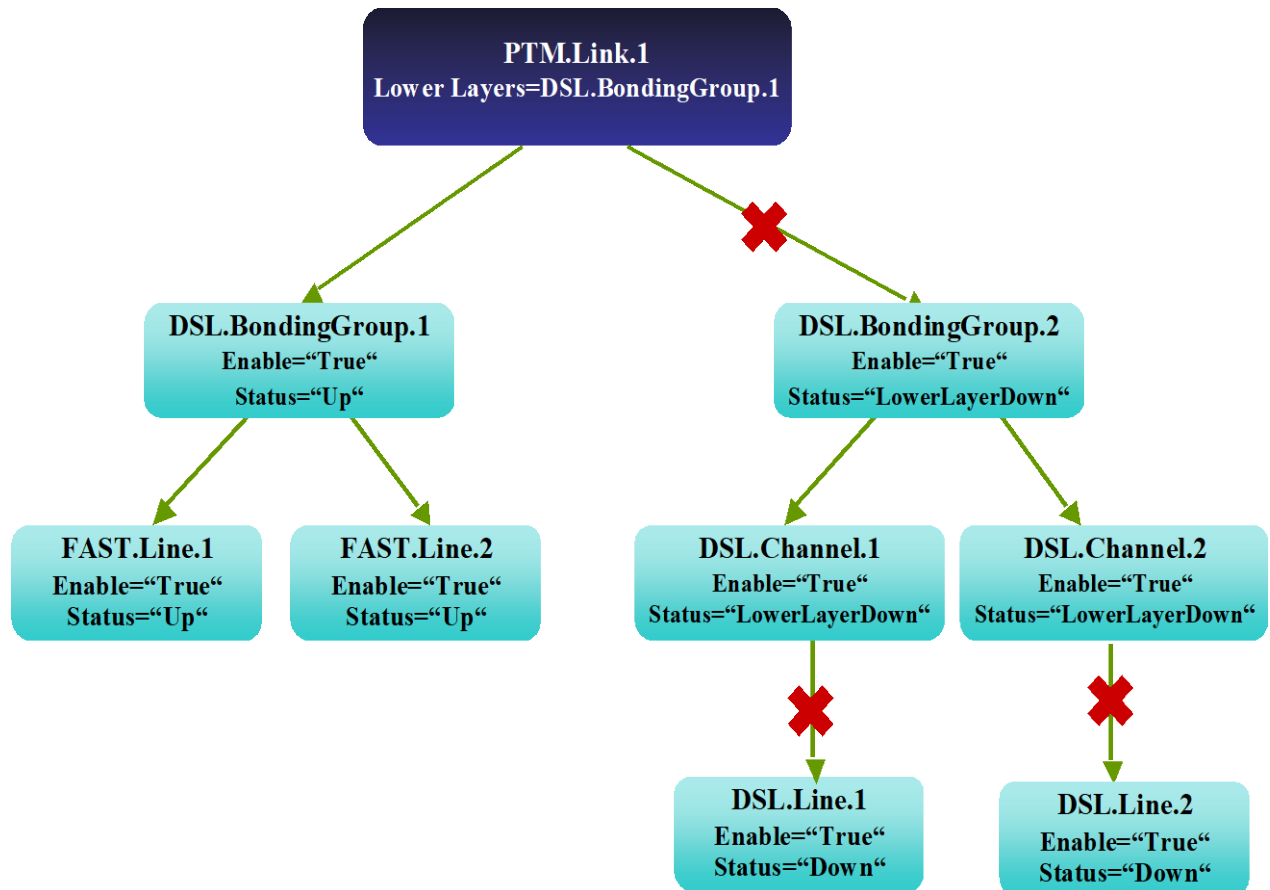 PTM.Link.1
Lower Layers=DSL.BondingGroup.1
DSL.BondingGroup.1
Enable=“True“
Status=“Up“
DSL.BondingGroup.2
Enable=“True“
Status=“LowerLayerDown“
FAST.Line.1
Enable=“True“
Status=“Up“
FAST.Line.2
Enable=“True“
Status=“Up“
DSL.Channel.1
Enable=“True“
Status=“LowerLayerDown“
DSL.Channel.2
Enable=“True“
Status=“LowerLayerDown“
DSL.Line.1
Enable=“True“
Status=“Down“
DSL.Line.2
Enable=“True“
Status=“Down“